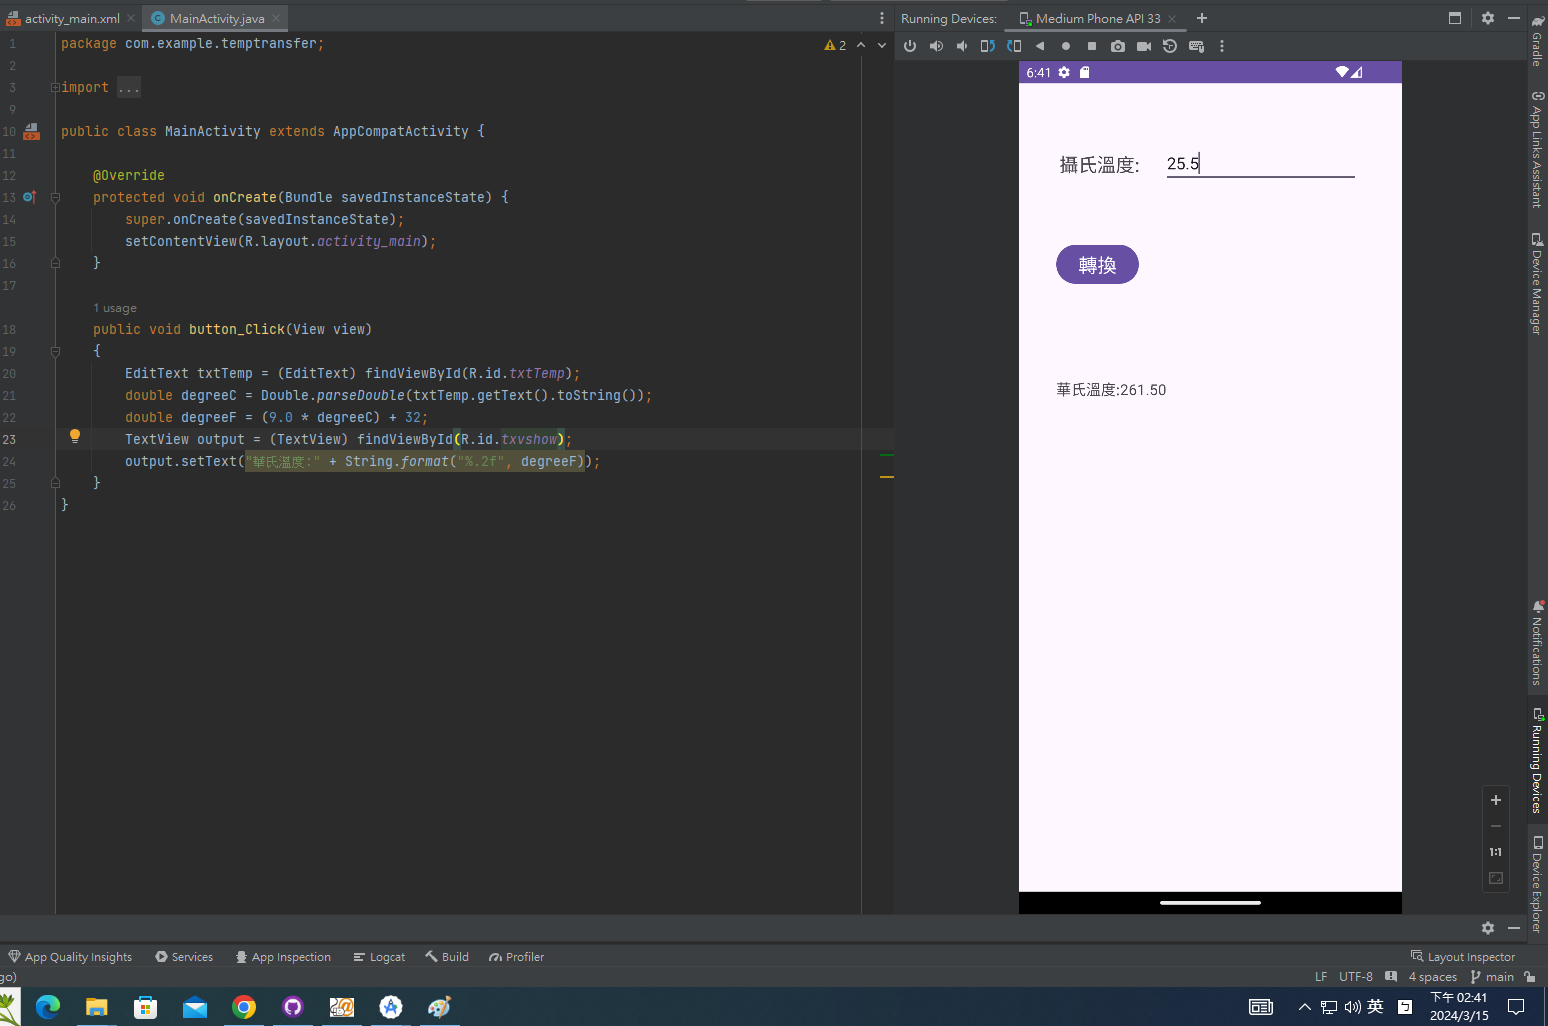 activity_main.xml MainActivity.java Running Devices: Medium Phone API 33
1 package com.example.temptransfer; 2
2
3 import ...
9
10 public class MainActivity extends AppCompatActivity {
11
12 @Override
13 protected void onCreate(Bundle savedInstanceState) {
14 super.onCreate(savedInstanceState);
15 setContentView(R.layout.activity_main);
16 }
17
1 usage
18 public void button_Click(View view)
19 {
20 EditText txtTemp = (EditText) findViewById(R.id.txtTemp);
21 double degreeC = Double.parseDouble(txtTemp.getText().toString());
22 double degreeF = (9.0 * degreeC) + 32;
23 TextView output = (TextView) findViewById(R.id.txvshow);
24 output.setText("華氏溫度:" + String.format("%.2f", degreeF));
25 }
26 }
6:41
攝氏溫度: 25.5
轉換
華氏溫度:261.50
1:1
Gradle
App Links Assistant
Device Manager
Notifications
Running Devices
Device Explorer
App Quality Insights Services App Inspection Logcat Build Profiler Layout Inspector
go) LF UTF-8 4 spaces main
英 下午 02:41
2024/3/15